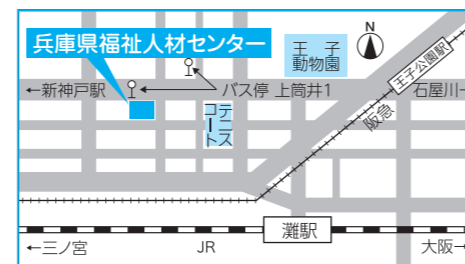 兵庫県福祉人材センター
王子
動物園
N
王子公園駅
←新神戸駅
バス停 上筒井1
石屋川→
テニス
コート
阪急
灘駅
←三ノ宮
JR
大阪→